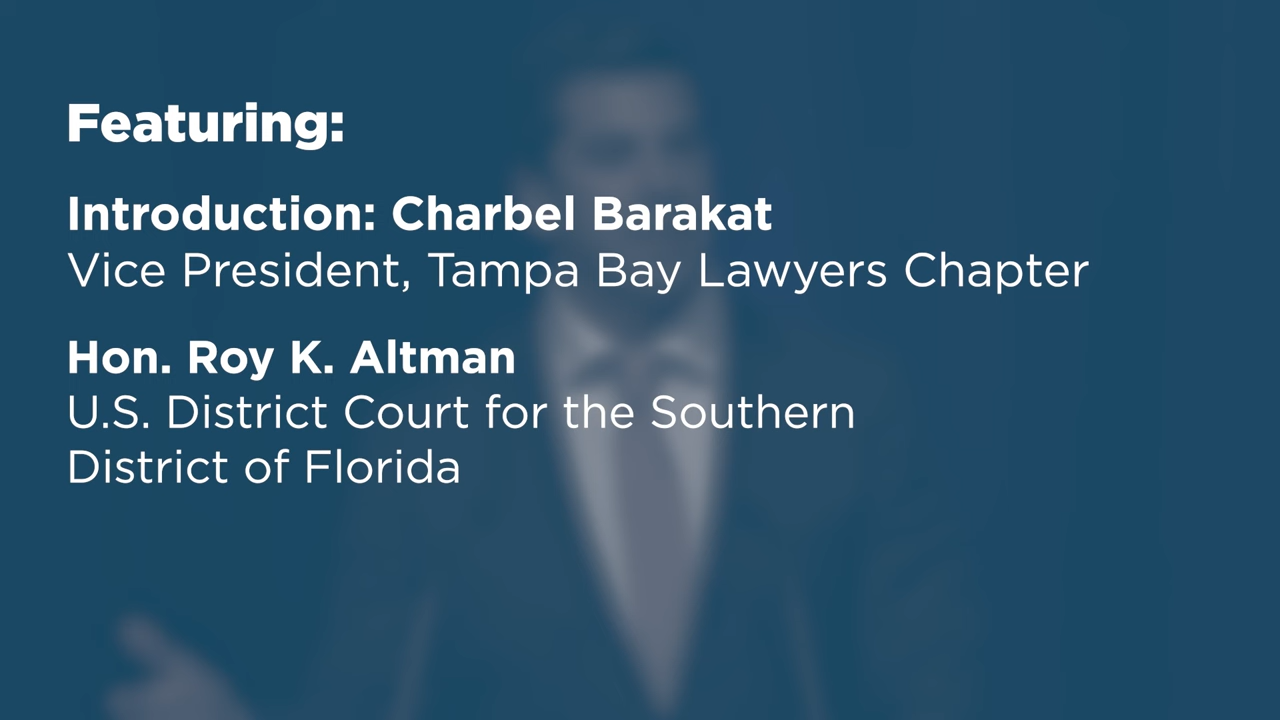 Featuring:
Introduction: Charbel Barakat
Vice President, Tampa Bay Lawyers Chapter
Hon. Roy K. Altman
U.S. District Court for the Southern
District of Florida